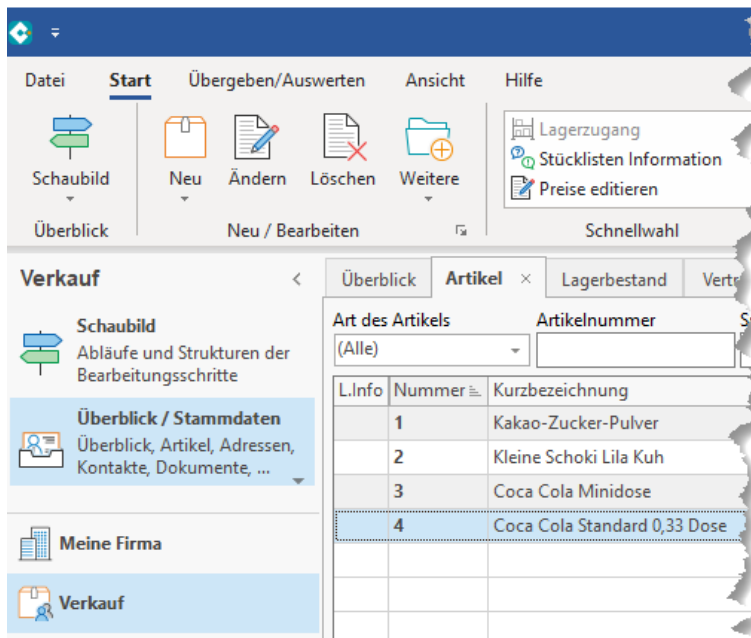 Datei Start Übergeben/Auswerten Ansicht Hilfe
Schaubild
Neu Ändern Löschen Weitere
Lagerzugang
Stücklisten Information
Preise editieren
Überblick Neu / Bearbeiten Schnellwahl
Verkauf
Schaubild
Abläufe und Strukturen der
Bearbeitungsschritte
Überblick / Stammdaten
Überblick, Artikel, Adressen,
Kontakte, Dokumente, ...
Meine Firma
Verkauf
Überblick Artikel Lagerbestand
Art des Artikels Artikelnummer
(Alle)
L.Info Nummer Kurzbezeichnung
1 Kakao-Zucker-Pulver
2 Kleine Schoki Lila Kuh
3 Coca Cola Minidose
4 Coca Cola Standard 0,33 Dose